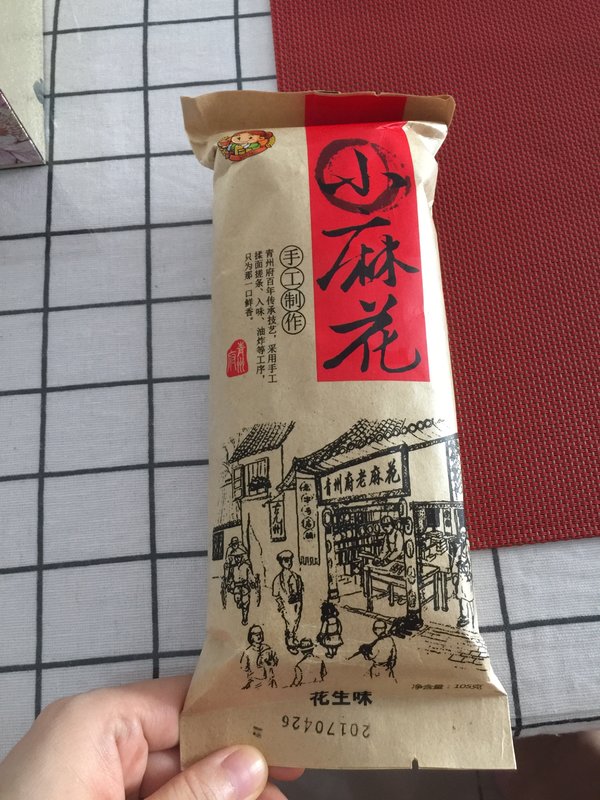 小麻花
手工制作
青州府百年传承技艺，采用手工
揉面搓条、入味、油炸等工序，
只为那一口鲜香。
青州府老麻花
花生味
净含量：105克
20170426